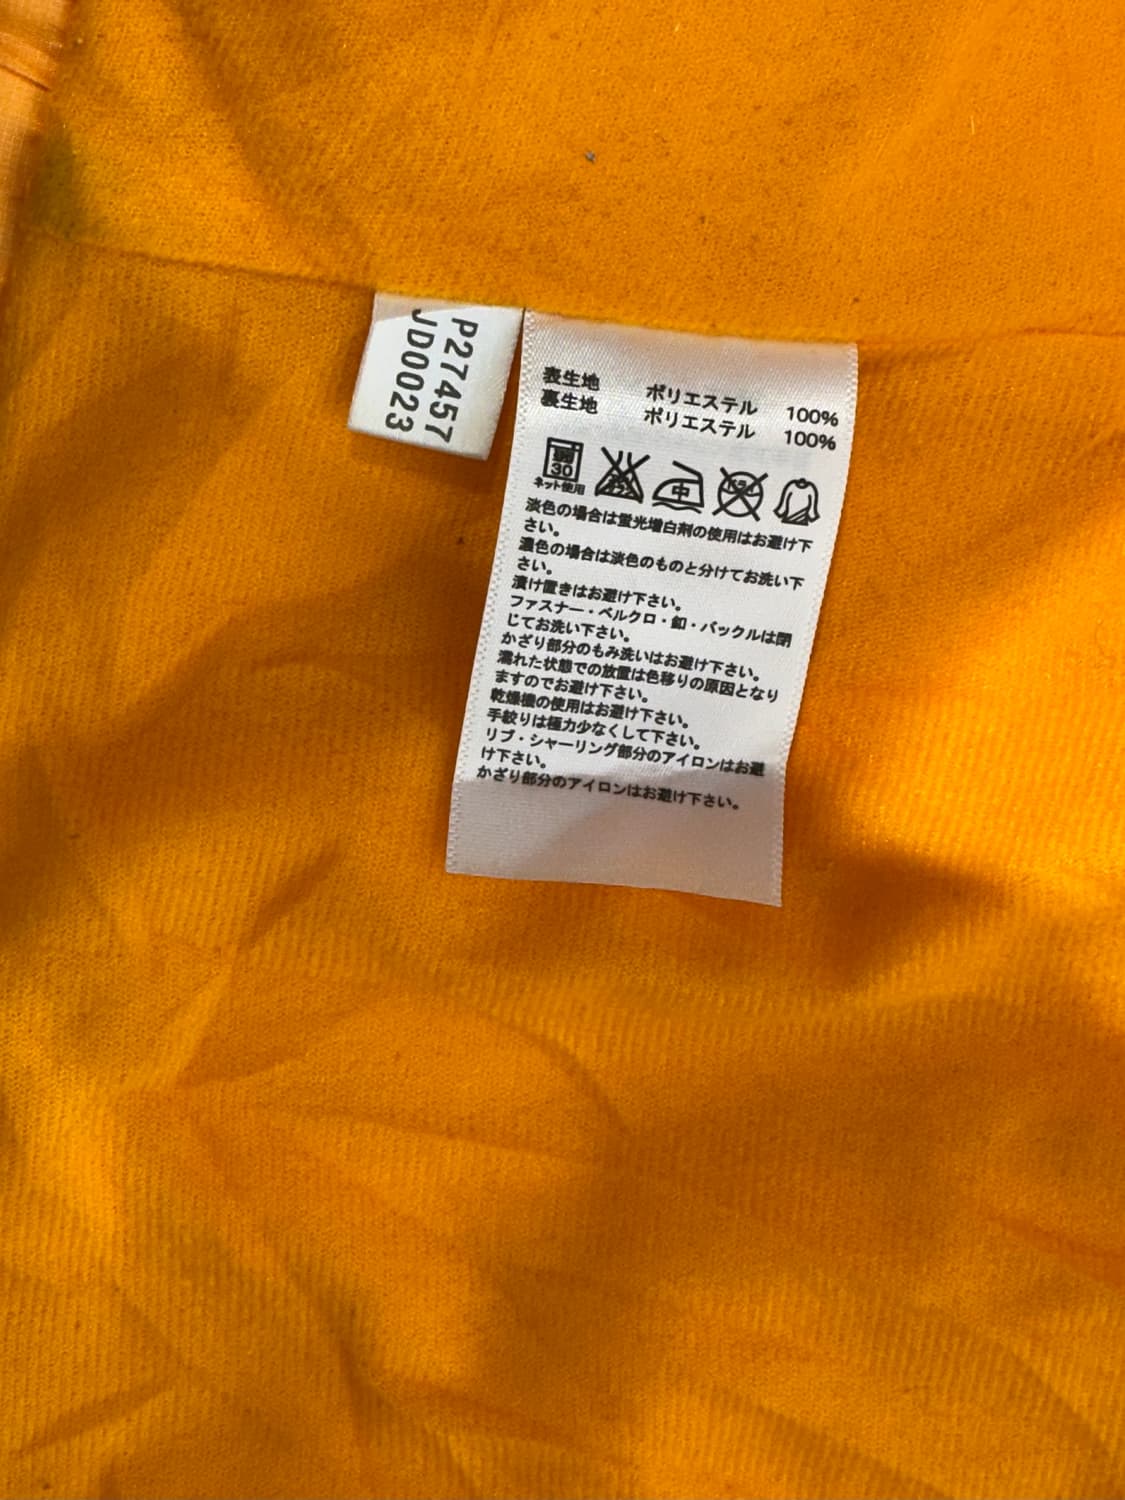 P27457
JD0023
表生地 ポリエステル 100%
裏生地 ポリエステル 100%
弱
30
ネット使用
中
淡色の場合は蛍光増白剤の使用はお避け下
さい。
濃色の場合は淡色のものと分けてお洗い下
さい。
漬け置きはお避け下さい。
ファスナー・ベルクロ・釦・バックルは閉
じてお洗い下さい。
かざり部分のもみ洗いはお避け下さい。
濡れた状態での放置は色移りの原因となり
ますのでお避け下さい。
乾燥機の使用はお避け下さい。
手絞りは極力少なくして下さい。
リブ・シャーリング部分のアイロンはお避
け下さい。
かざり部分のアイロンはお避け下さい。